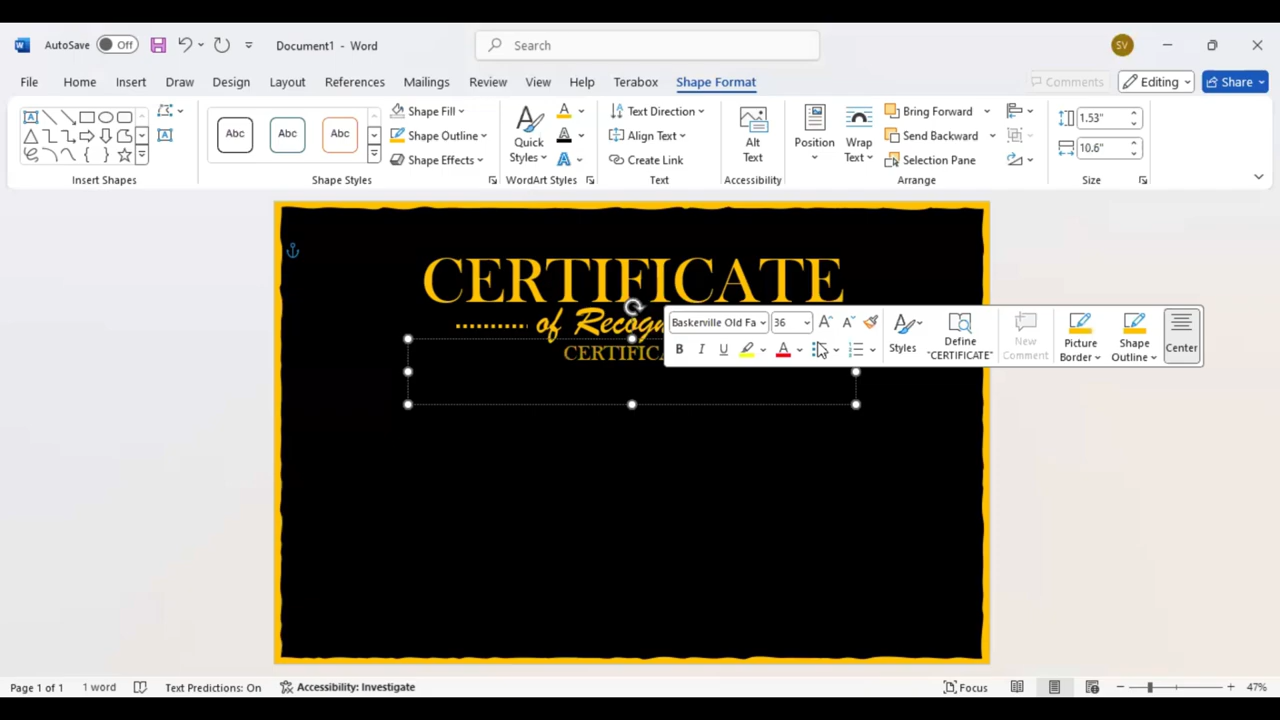 AutoSave Off Document1 - Word Search SV
File Home Insert Draw Design Layout References Mailings Review View Help Terabox Shape Format Comments Editing Share
Abc Abc Abc
Shape Fill
Shape Outline
Shape Effects
Quick Styles
Text Direction
Align Text
Create Link
Alt Text
Position
Wrap Text
Bring Forward
Send Backward
Selection Pane
1.53"
10.6"
Insert Shapes Shape Styles WordArt Styles Text Accessibility Arrange Size
CERTIFICATE
of
Baskerville Old Fa 36
B I U A
Styles
Define "CERTIFICATE"
New Comment
Picture Border
Shape Outline
Center
Page 1 of 1 1 word Text Predictions: On Accessibility: Investigate Focus 47%